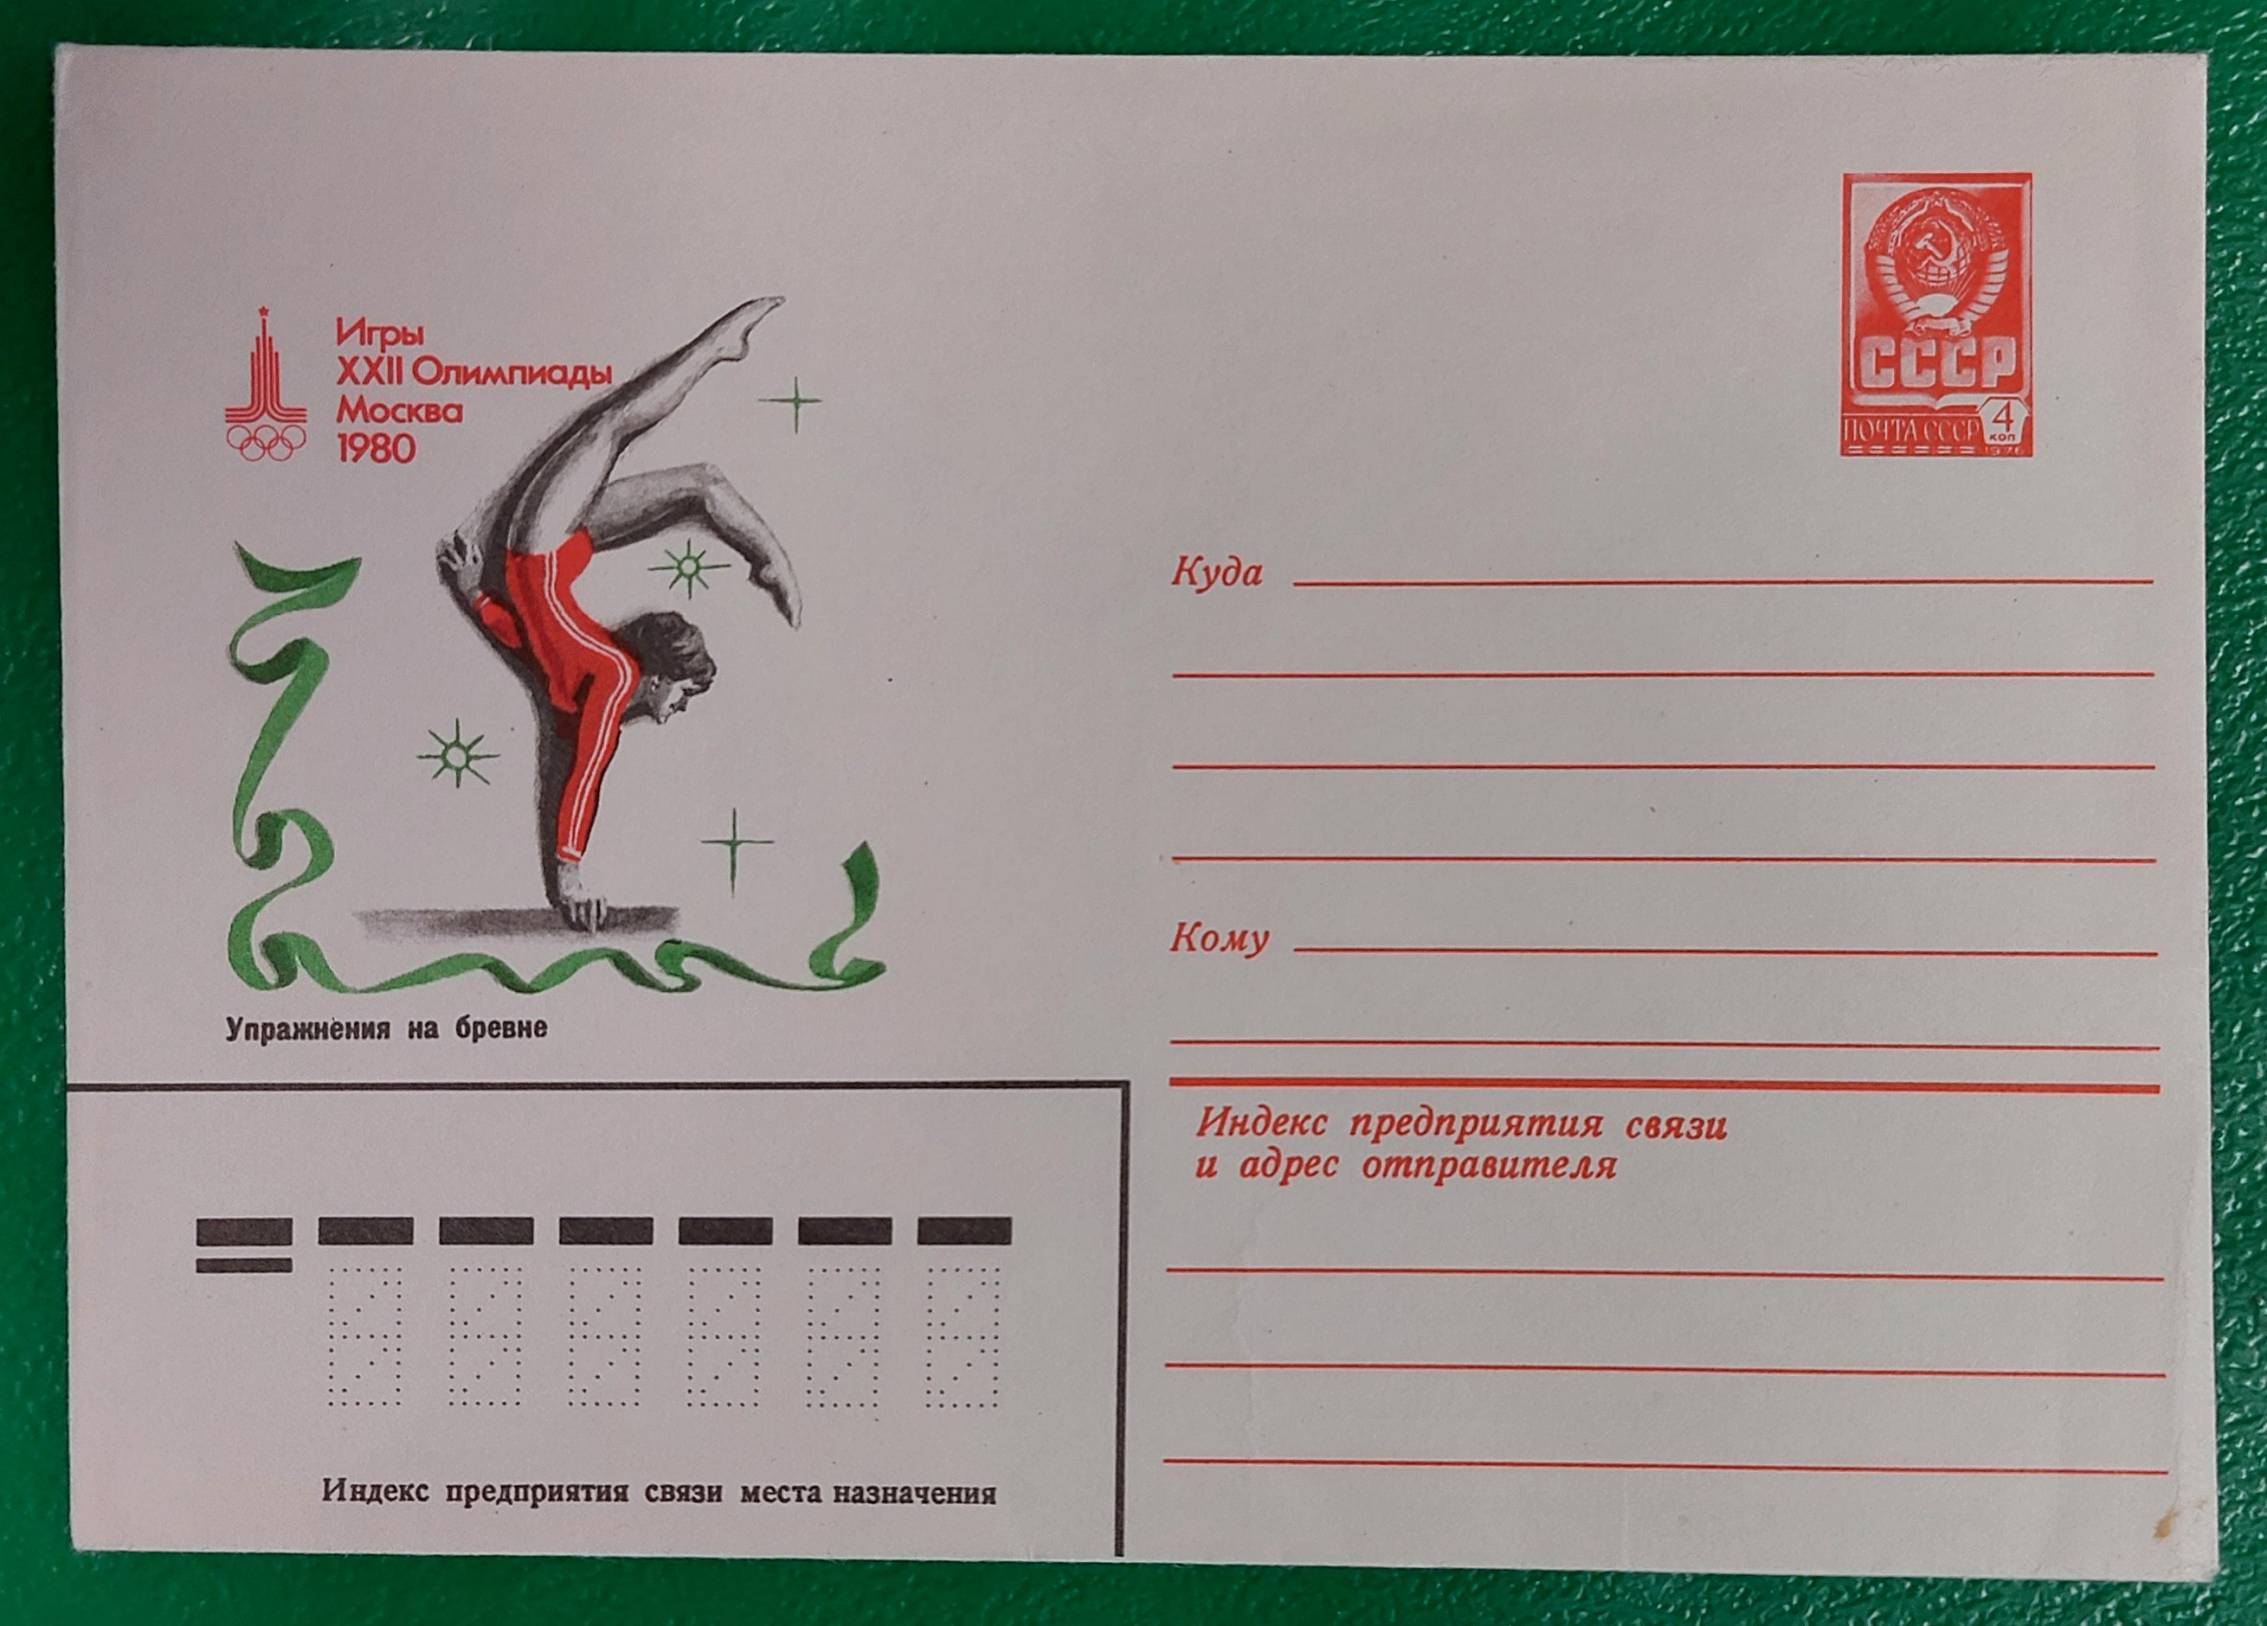 Игры
XXII Олимпиады
Москва
1980
СССР
ПОЧТА СССР
4
коп
1976
Куда
Кому
Упражнения на бревне
Индекс предприятия связи
и адрес отправителя
Индекс предприятия связи места назначения